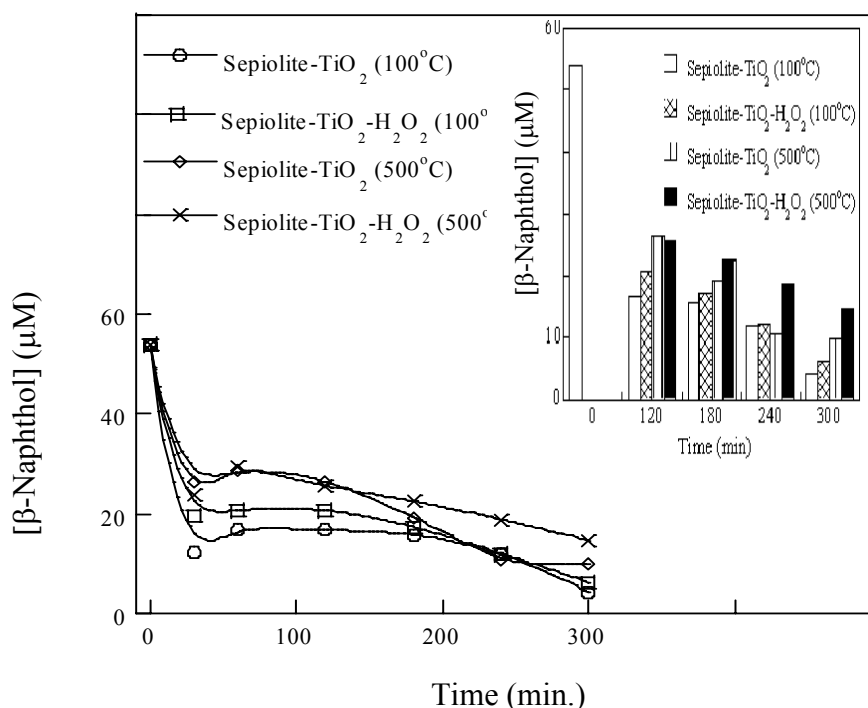 Sepiolite-TiO₂ (100°C)
Sepiolite-TiO₂-H₂O₂ (100°
Sepiolite-TiO₂ (500°C)
Sepiolite-TiO₂-H₂O₂ (500°
[β-Naphthol] (μM)
60
40
20
0
0 100 200 300
Time (min.)
60
10
0
[β-Naphthol] (μM)
Sepiolite-TiO₂ (100°C)
Sepiolite-TiO₂-H₂O₂ (100°C)
Sepiolite-TiO₂ (500°C)
Sepiolite-TiO₂-H₂O₂ (500°C)
0 120 180 240 300
Time (min)